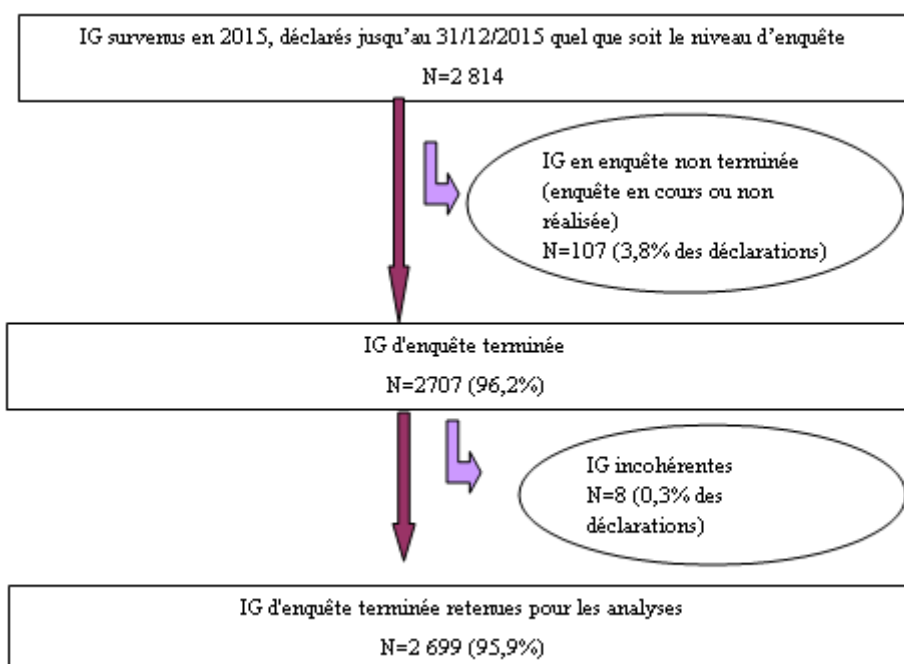 IG survenus en 2015, déclarés jusqu’au 31/12/2015 quel que soit le niveau d’enquête
N=2 814
IG en enquête non terminée
(enquête en cours ou non
réalisée)
N=107 (3,8% des déclarations)
IG d'enquête terminée
N=2707 (96,2%)
IG incohérentes
N=8 (0,3% des
déclarations)
IG d'enquête terminée retenues pour les analyses
N=2 699 (95,9%)